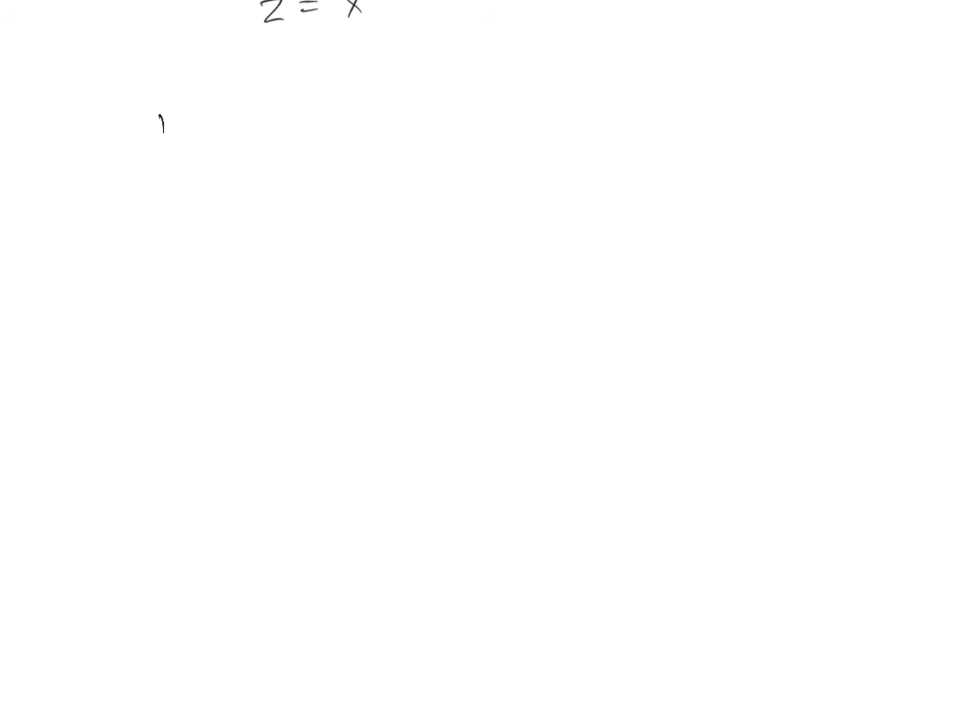 z = x